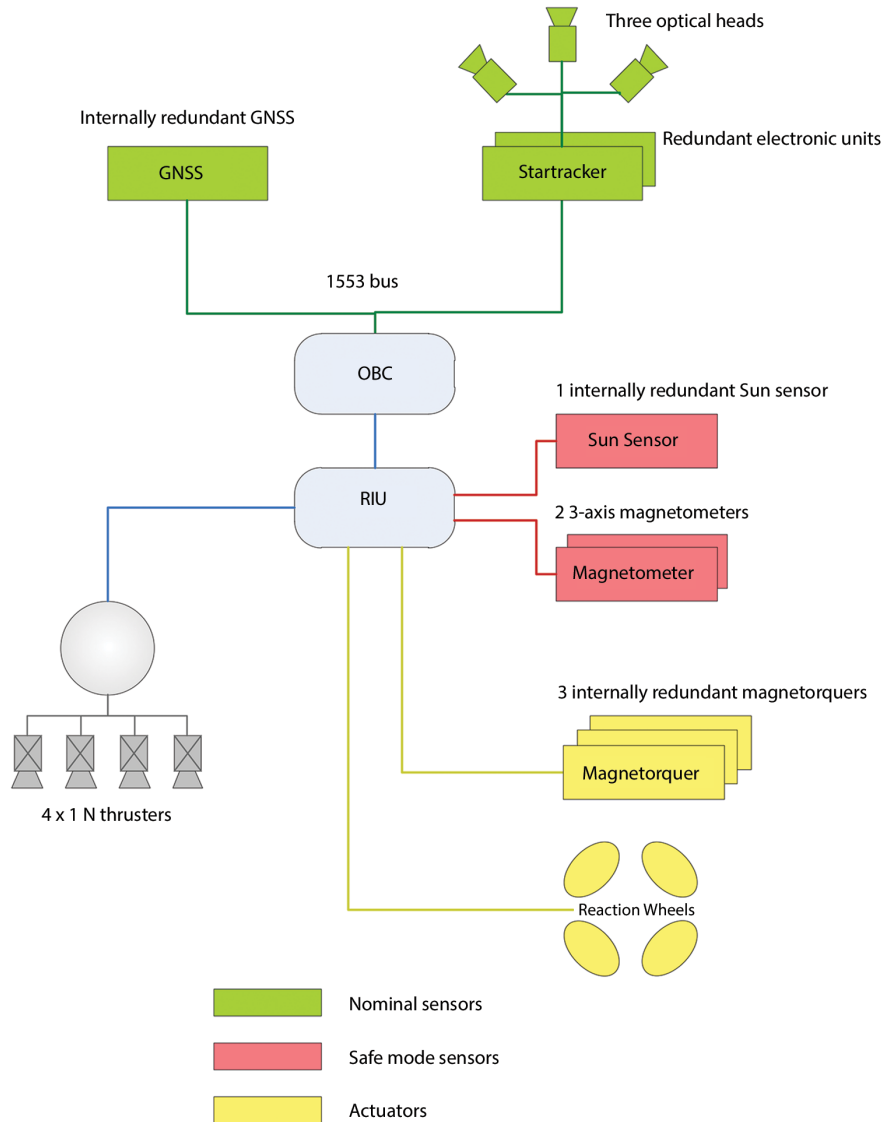 Three optical heads
Internally redundant GNSS
Redundant electronic units
GNSS
Startracker
1553 bus
OBC
1 internally redundant Sun sensor
Sun Sensor
RIU
2 3-axis magnetometers
Magnetometer
3 internally redundant magnetorquers
Magnetorquer
4 x 1 N thrusters
Reaction Wheels
Nominal sensors
Safe mode sensors
Actuators